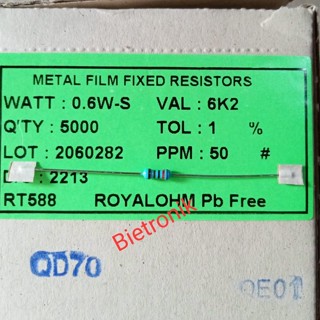 METAL FILM FIXED RESISTORS
WATT : 0.6W-S VAL : 6K2
Q'TY : 5000 TOL : 1 %
LOT : 2060282 PPM : 50 #
2213
RT588 ROYALOHM Pb Free
Bietronik
QD70
OE01